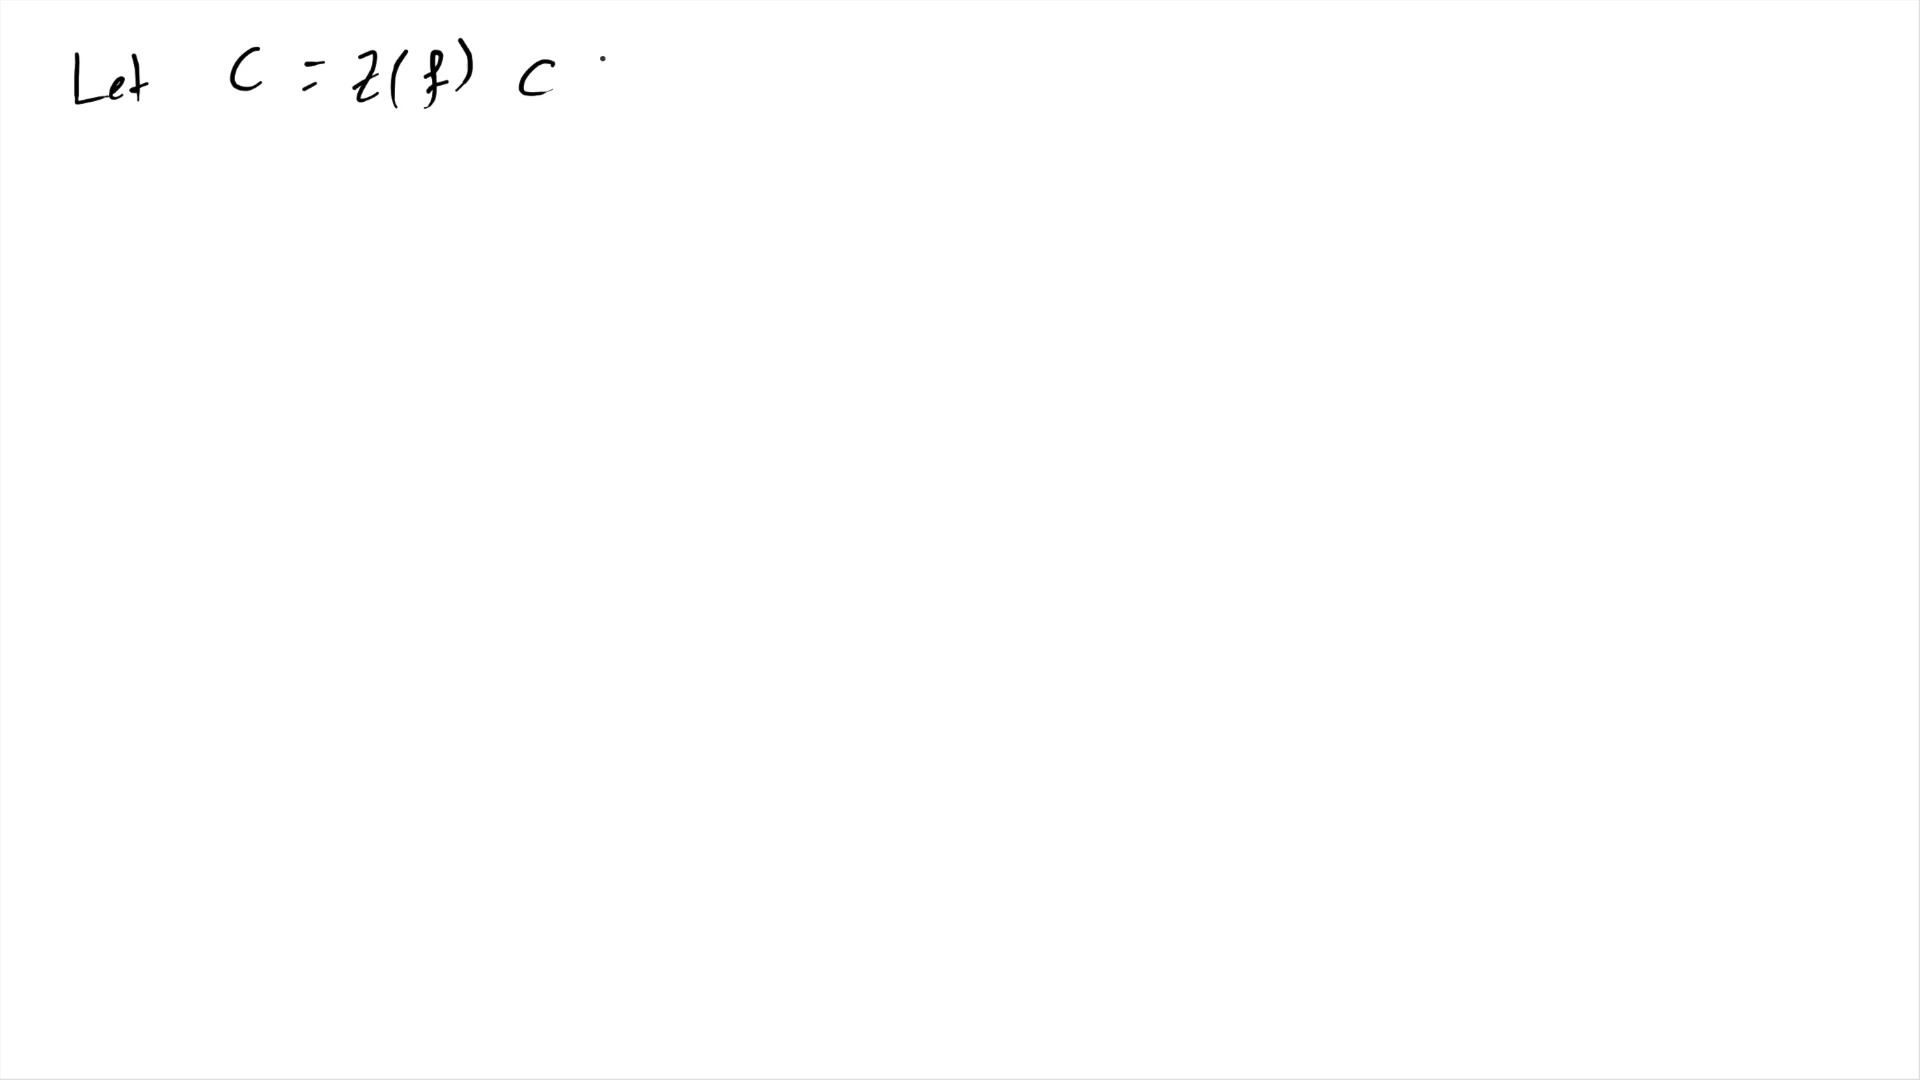 Let C = Z(f) ⊂